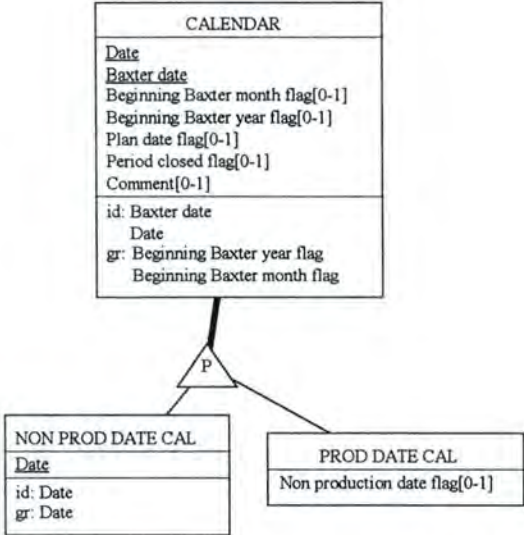 CALENDAR
Date
Baxter date
Beginning Baxter month flag[0-1]
Beginning Baxter year flag[0-1]
Plan date flag[0-1]
Period closed flag[0-1]
Comment[0-1]
id: Baxter date
Date
gr: Beginning Baxter year flag
Beginning Baxter month flag
P
NON PROD DATE CAL
Date
id: Date
gr: Date
PROD DATE CAL
Non production date flag[0-1]